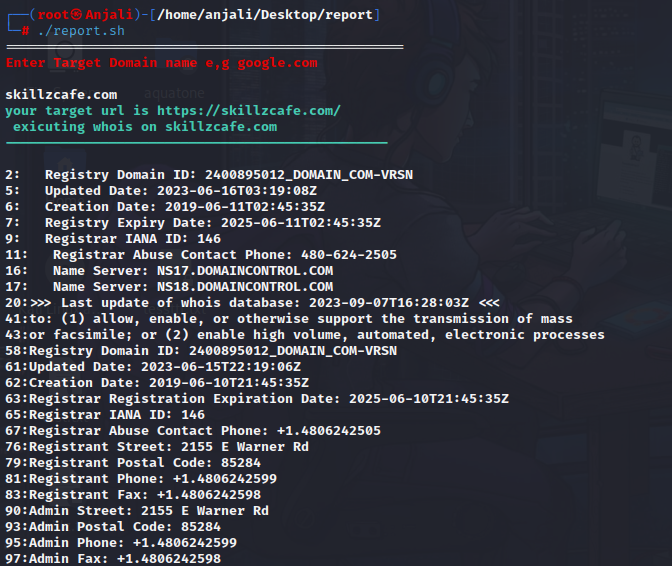 ┌──(root㉿Anjali)-[/home/anjali/Desktop/report]
└─# ./report.sh
Enter Target Domain name e,g google.com
skillzcafe.com
your target url is https://skillzcafe.com/
exicuting whois on skillzcafe.com
2:   Registry Domain ID: 2400895012_DOMAIN_COM-VRSN
5:   Updated Date: 2023-06-16T03:19:08Z
6:   Creation Date: 2019-06-11T02:45:35Z
7:   Registry Expiry Date: 2025-06-11T02:45:35Z
9:   Registrar IANA ID: 146
11:   Registrar Abuse Contact Phone: 480-624-2505
16:   Name Server: NS17.DOMAINCONTROL.COM
17:   Name Server: NS18.DOMAINCONTROL.COM
20:>>> Last update of whois database: 2023-09-07T16:28:03Z <<<
41:to: (1) allow, enable, or otherwise support the transmission of mass
43:or facsimile; or (2) enable high volume, automated, electronic processes
58:Registry Domain ID: 2400895012_DOMAIN_COM-VRSN
61:Updated Date: 2023-06-15T22:19:06Z
62:Creation Date: 2019-06-10T21:45:35Z
63:Registrar Registration Expiration Date: 2025-06-10T21:45:35Z
65:Registrar IANA ID: 146
67:Registrar Abuse Contact Phone: +1.4806242505
76:Registrant Street: 2155 E Warner Rd
79:Registrant Postal Code: 85284
81:Registrant Phone: +1.4806242599
83:Registrant Fax: +1.4806242598
90:Admin Street: 2155 E Warner Rd
93:Admin Postal Code: 85284
95:Admin Phone: +1.4806242599
97:Admin Fax: +1.4806242598